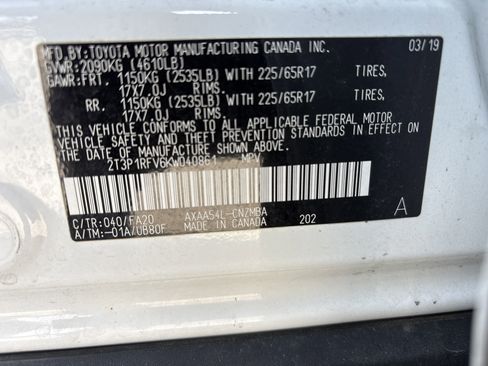 MFD.BY:TOYOTA MOTOR MANUFACTURING CANADA INC. 03/19
GVWR:2090KG (4610LB)
GAWR:FRT. 1150KG (2535LB) WITH 225/65R17 TIRES,
17X7.0J RIMS.
RR. 1150KG (2535LB) WITH 225/65R17 TIRES,
17X7.0J RIMS.
THIS VEHICLE CONFORMS TO ALL APPLICABLE FEDERAL MOTOR
VEHICLE SAFETY AND THEFT PREVENTION STANDARDS IN EFFECT
ON THE DATE OF MANUFACTURE SHOWN ABOVE.
2T3P1RFV6KW040861 MPV
C/TR:040/FA20 AXAA54L-CNZMBA A
A/TM:-01A/UB80F MADE IN CANADA 202